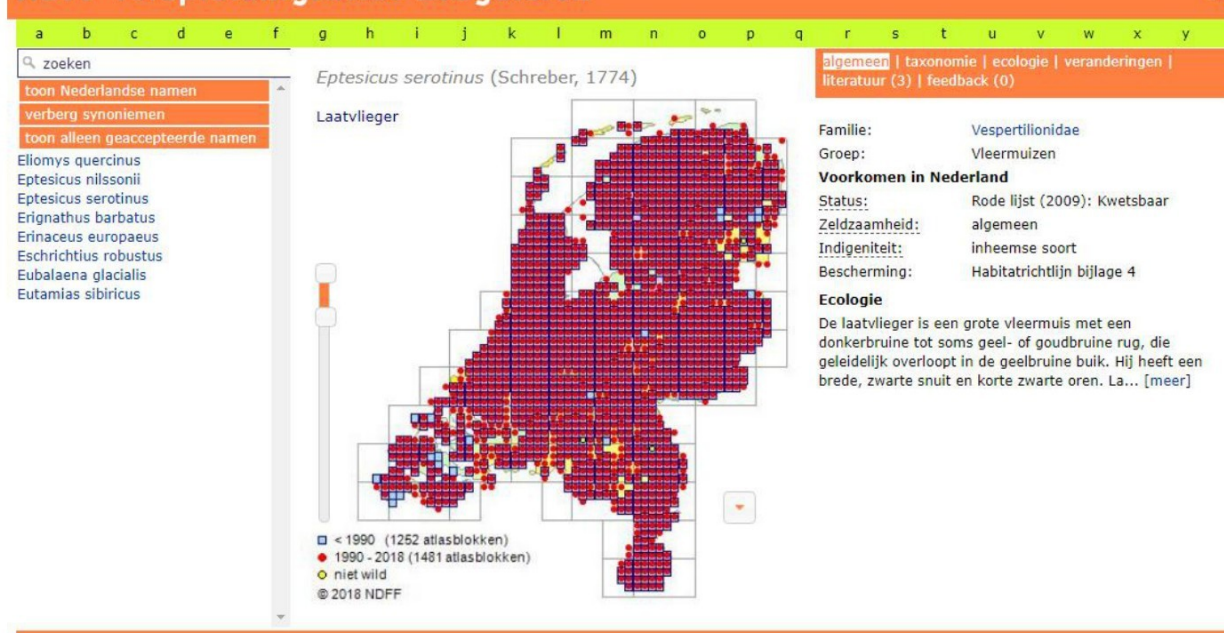 a b c d e f g h i j k l m n o p q r s t u v w x y
zoeken
toon Nederlandse namen
verberg synoniemen
toon alleen geaccepteerde namen
Eliomys quercinus
Eptesicus nilssonii
Eptesicus serotinus
Erignathus barbatus
Erinaceus europaeus
Eschrichtius robustus
Eubalaena glacialis
Eutamias sibiricus
Eptesicus serotinus (Schreber, 1774)
Laatvlieger
< 1990 (1252 atlasblokken)
1990 - 2018 (1481 atlasblokken)
niet wild
© 2018 NDFF
algemeen | taxonomie | ecologie | veranderingen |
literatuur (3) | feedback (0)
Familie: Vespertilionidae
Groep: Vleermuizen
Voorkomen in Nederland
Status: Rode lijst (2009): Kwetsbaar
Zeldzaamheid: algemeen
Indigeniteit: inheemse soort
Bescherming: Habitatrichtlijn bijlage 4
Ecologie
De laatvlieger is een grote vleermuis met een
donkerbruine tot soms geel- of goudbruine rug, die
geleidelijk overloopt in de geelbruine buik. Hij heeft een
brede, zwarte snuit en korte zwarte oren. La... [meer]